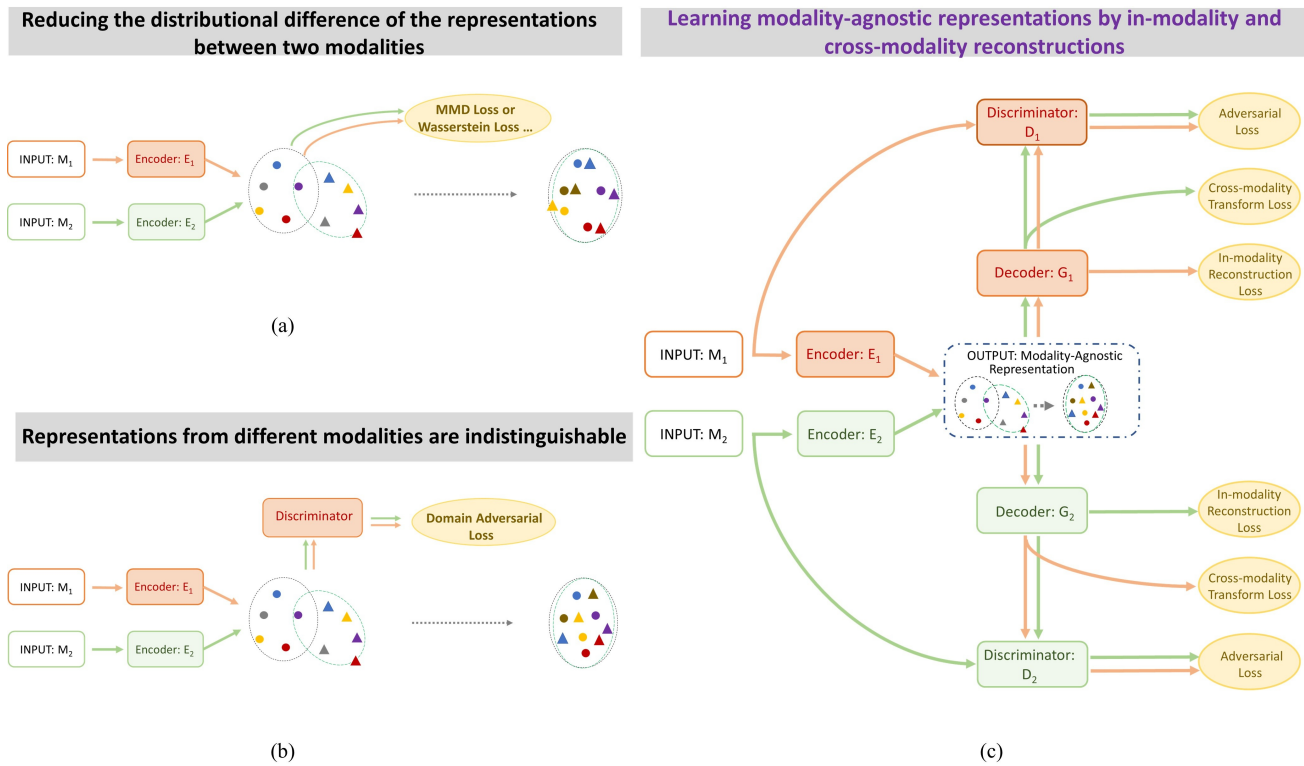 Reducing the distributional difference of the representations
between two modalities
MMD Loss or
Wasserstein Loss ...
INPUT: M1
Encoder: E1
INPUT: M2
Encoder: E2
(a)
Representations from different modalities are indistinguishable
Discriminator
Domain Adversarial
Loss
INPUT: M1
Encoder: E1
INPUT: M2
Encoder: E2
(b)
Learning modality-agnostic representations by in-modality and
cross-modality reconstructions
Discriminator:
D1
Adversarial
Loss
Cross-modality
Transform Loss
Decoder: G1
In-modality
Reconstruction
Loss
INPUT: M1
Encoder: E1
OUTPUT: Modality-Agnostic
Representation
INPUT: M2
Encoder: E2
Decoder: G2
In-modality
Reconstruction
Loss
Cross-modality
Transform Loss
Discriminator:
D2
Adversarial
Loss
(c)